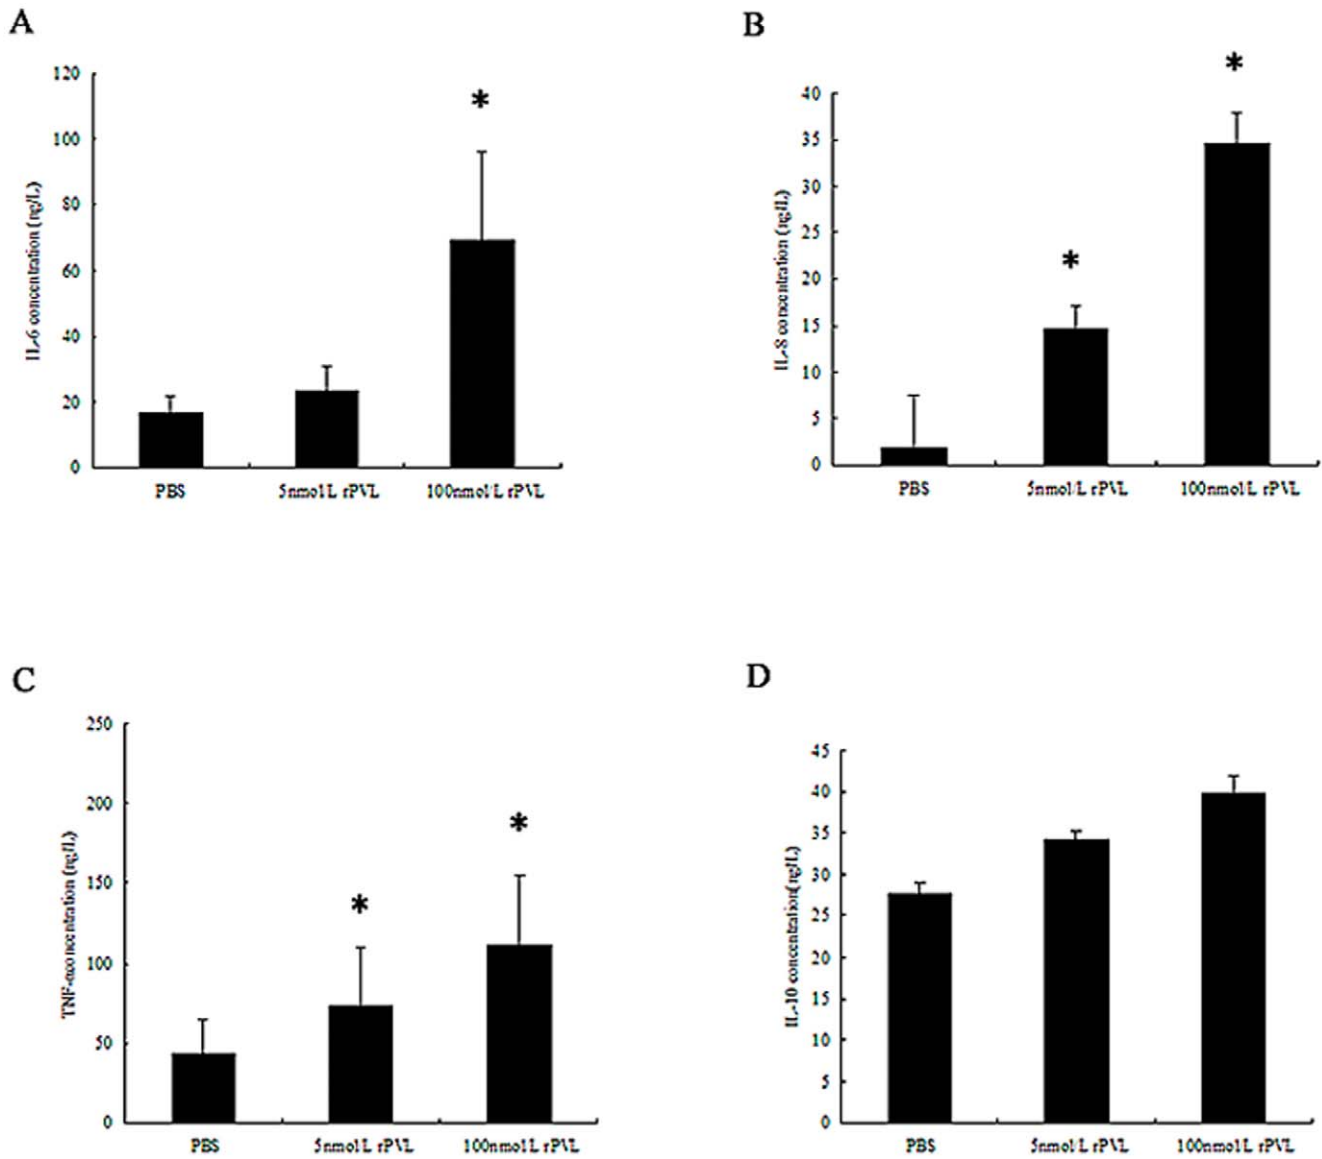 A
120
100
80
60
40
20
0
IL-6 concentration (ng/L)
*
PBS
5nmol/L rPVL
100nmol/L rPVL
B
40
35
30
25
20
15
10
5
0
IL-8 concentration (ng/L)
*
*
PBS
5nmol/L rPVL
100nmol/L rPVL
C
250
200
150
100
50
0
TNF-αconcentration (ng/L)
*
*
PBS
5nmol/L rPVL
100nmol/L rPVL
D
45
40
35
30
25
20
15
10
5
0
IL-10 concentration(ng/L)
PBS
5nmol/L rPVL
100nmol/L rPVL